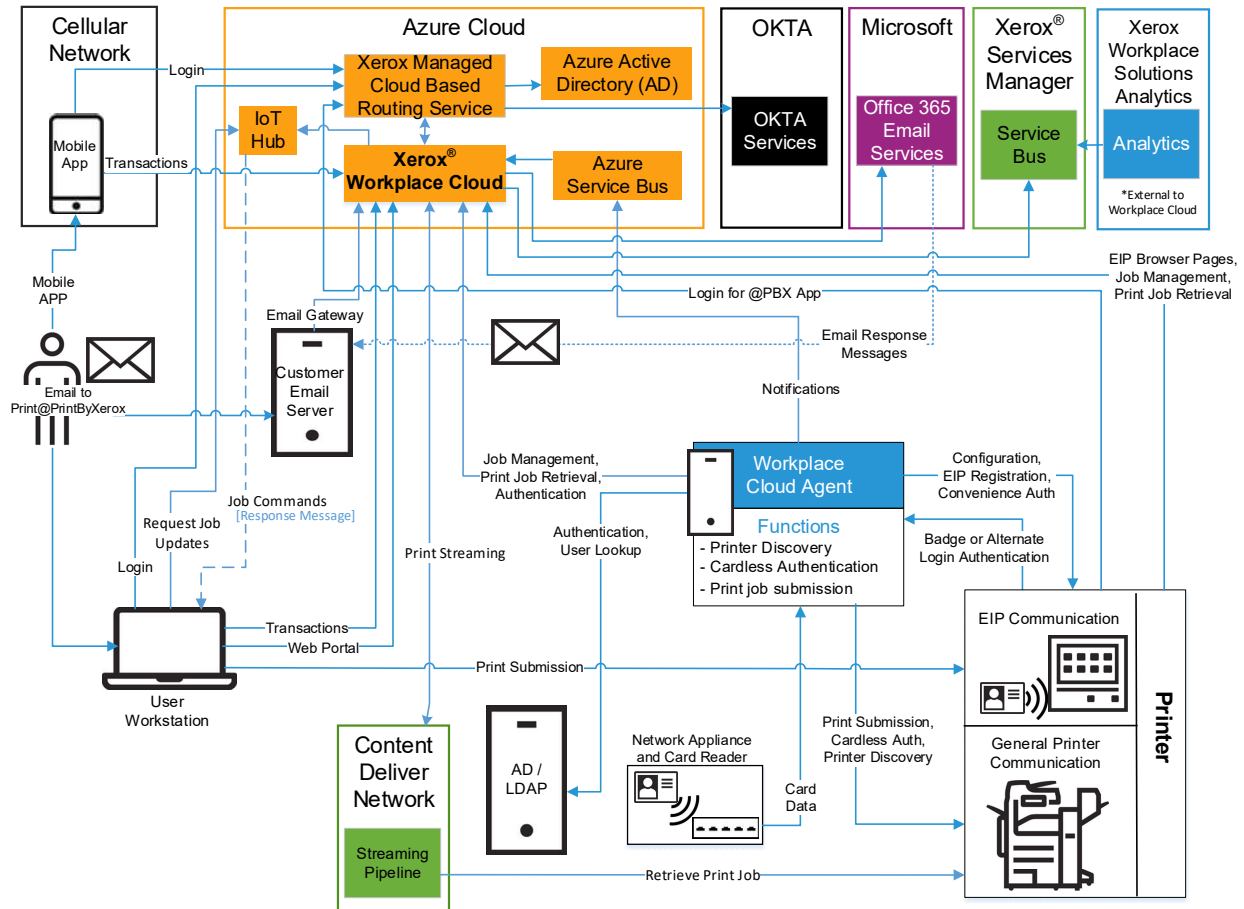 Cellular
Network
Azure Cloud
OKTA
Microsoft
Xerox®
Services
Manager
Xerox
Workplace
Solutions
Analytics
Login
Xerox Managed
Cloud Based
Routing Service
Azure Active
Directory (AD)
IoT
Hub
OKTA
Services
Office 365
Email
Services
Service
Bus
Analytics
Mobile
App
Transactions
Xerox®
Workplace Cloud
Azure
Service Bus
*External to
Workplace Cloud
Mobile
APP
EIP Browser Pages,
Job Management,
Print Job Retrieval
Login for @PBX App
Email Gateway
Email Response
Messages
Customer
Email
Server
Email to
Print@PrintByXerox
Notifications
Job Management,
Print Job Retrieval,
Authentication
Workplace
Cloud Agent
Configuration,
EIP Registration,
Convenience Auth
Job Commands
[Response Message]
Request Job
Updates
Login
Print Streaming
Authentication,
User Lookup
Functions
- Printer Discovery
- Cardless Authentication
- Print job submission
Badge or Alternate
Login Authentication
Transactions
Web Portal
Print Submission
User
Workstation
EIP Communication
Printer
Content
Deliver
Network
AD /
LDAP
Network Appliance
and Card Reader
Card
Data
Print Submission,
Cardless Auth,
Printer Discovery
General Printer
Communication
Streaming
Pipeline
Retrieve Print Job